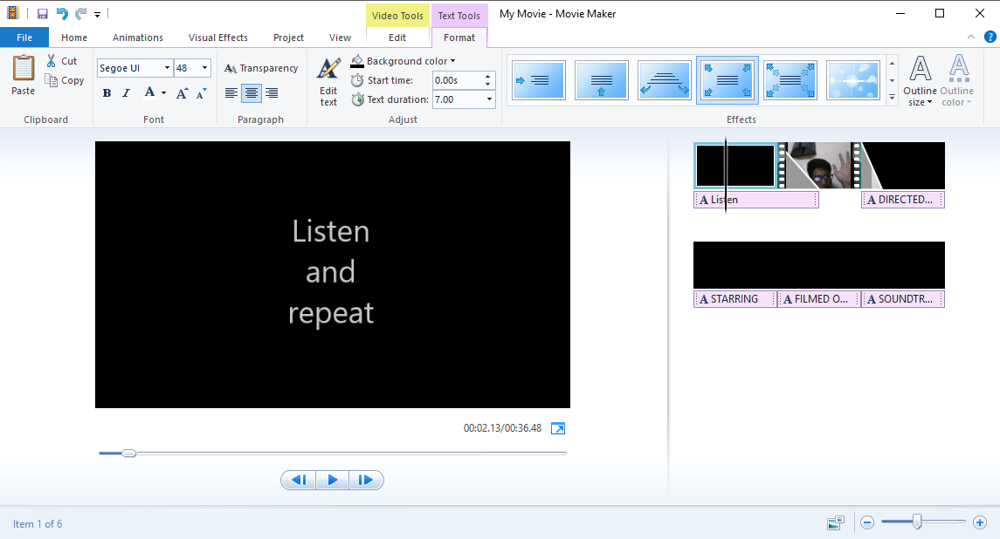 Video Tools
Text Tools
My Movie - Movie Maker
File
Home
Animations
Visual Effects
Project
View
Edit
Format
?
Paste
Cut
Copy
Clipboard
Segoe UI
48
B I A A A
Font
AA Transparency
Paragraph
A
Edit
text
Background color
Start time:
0.00s
Text duration:
7.00
Adjust
Effects
A
Outline
size
A
Outline
color
Listen
and
repeat
00:02.13/00:36.48
A Listen
A DIRECTED...
A STARRING
A FILMED O...
A SOUNDTR...
Item 1 of 6